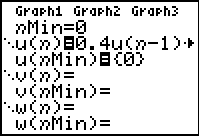 Graph1 Graph2 Graph3
nMin=0
u(n)=0.4u(n-1)
u(nMin)={0}
v(n)=
v(nMin)=
w(n)=
w(nMin)=